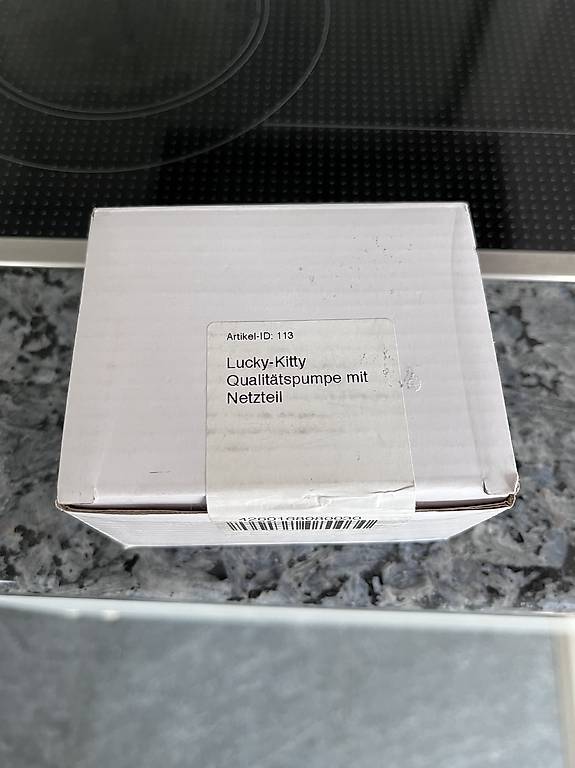 Artikel-ID: 113
Lucky-Kitty
Qualitätspumpe mit
Netzteil